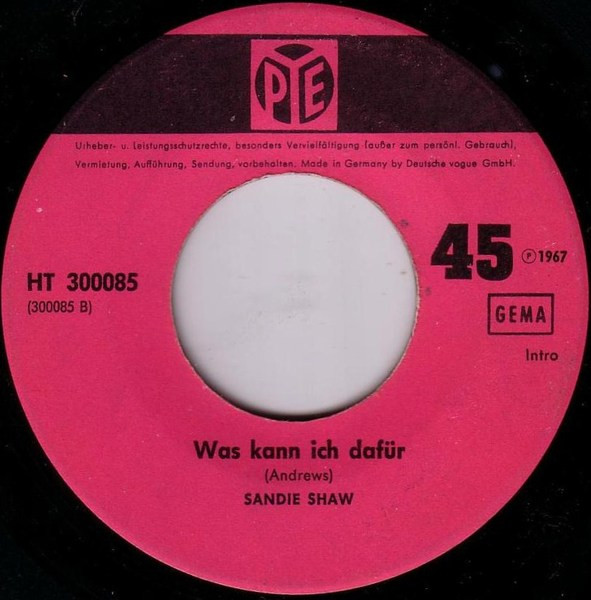 PYE
Urheber- u. Leistungsschutzrechte, besonders Vervielfältigung (außer zum persönl. Gebrauch),
Vermietung, Aufführung, Sendung, vorbehalten. Made in Germany by Deutsche vogue GmbH.
45 ℗ 1967
HT 300085
(300085 B)
GEMA
Intro
Was kann ich dafür
(Andrews)
SANDIE SHAW